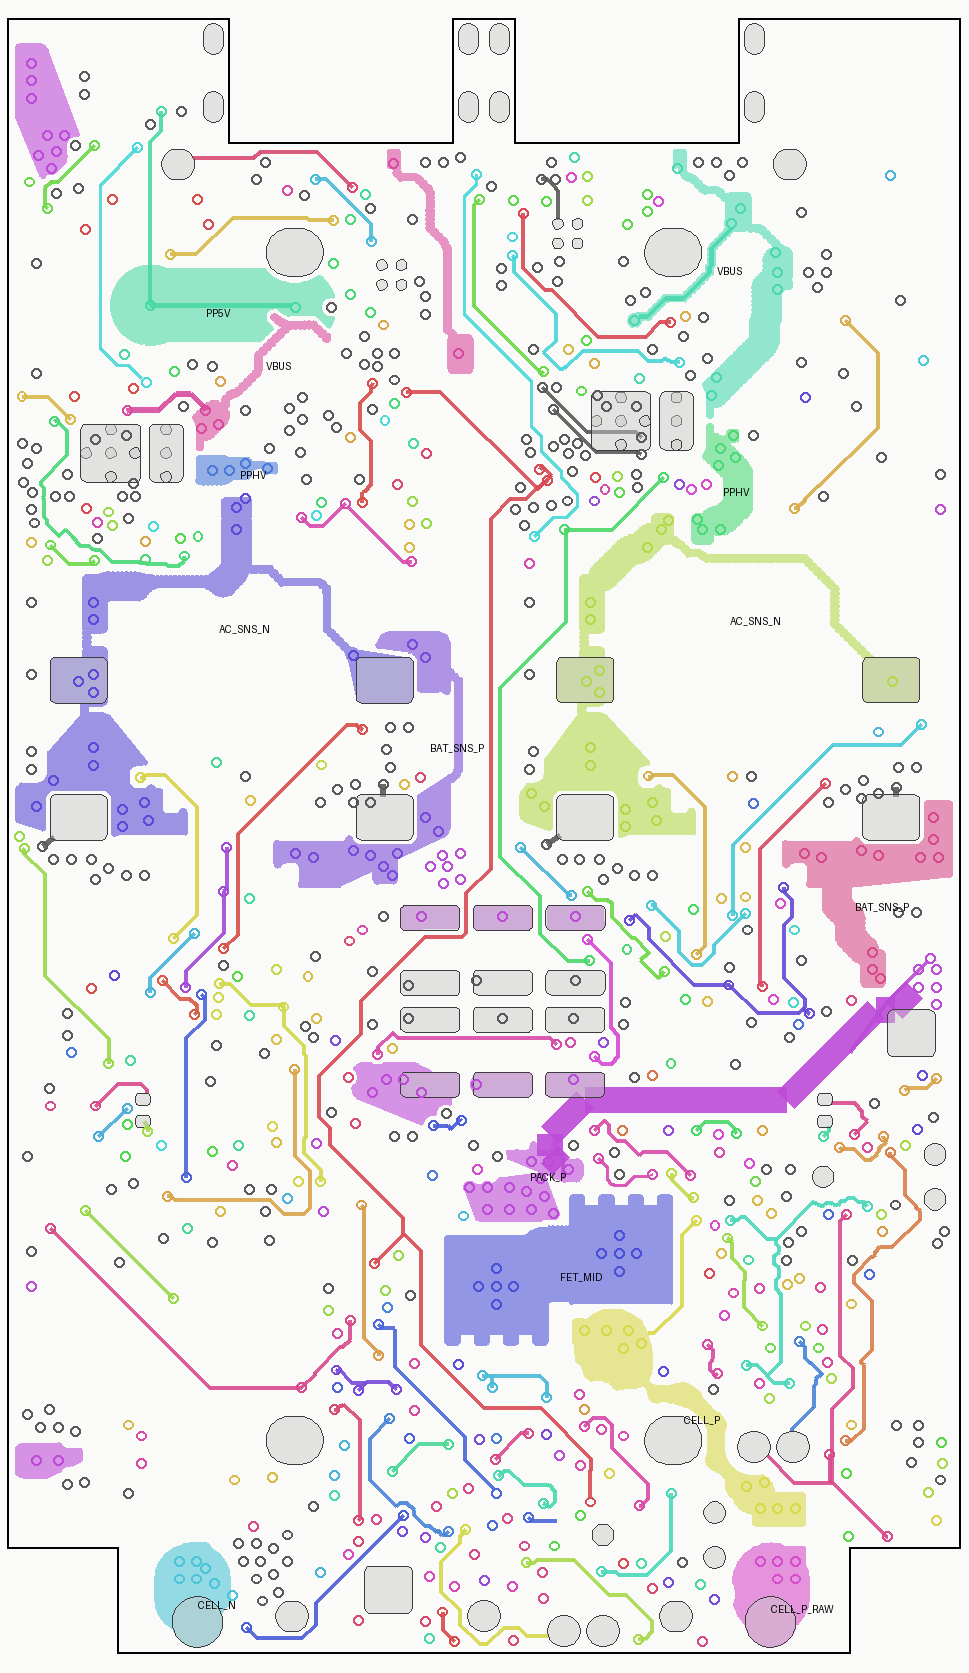 VBUS
PP5V
VBUS
PPHV
PPHV
AC_SNS_N
AC_SNS_N
BAT_SNS_P
BAT_SNS_P
PACK_P
FET_MID
CELL_P
CELL_N
CELL_P_RAW